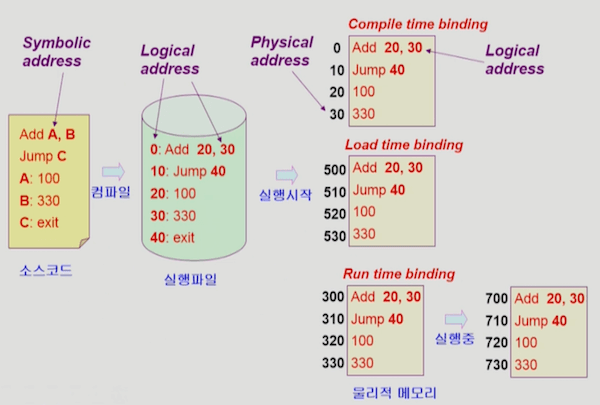 Symbolic
address
Add A, B
Jump C
A: 100
B: 330
C: exit
소스코드
컴파일
Logical
address
0: Add 20, 30
10: Jump 40
20: 100
30: 330
40: exit
실행파일
실행시작
Physical
address
Compile time binding
0 Add 20, 30
10 Jump 40
20 100
30 330
Logical
address
Load time binding
500 Add 20, 30
510 Jump 40
520 100
530 330
Run time binding
300 Add 20, 30
310 Jump 40
320 100
330 330
실행중
700 Add 20, 30
710 Jump 40
720 100
730 330
울리적 메모리